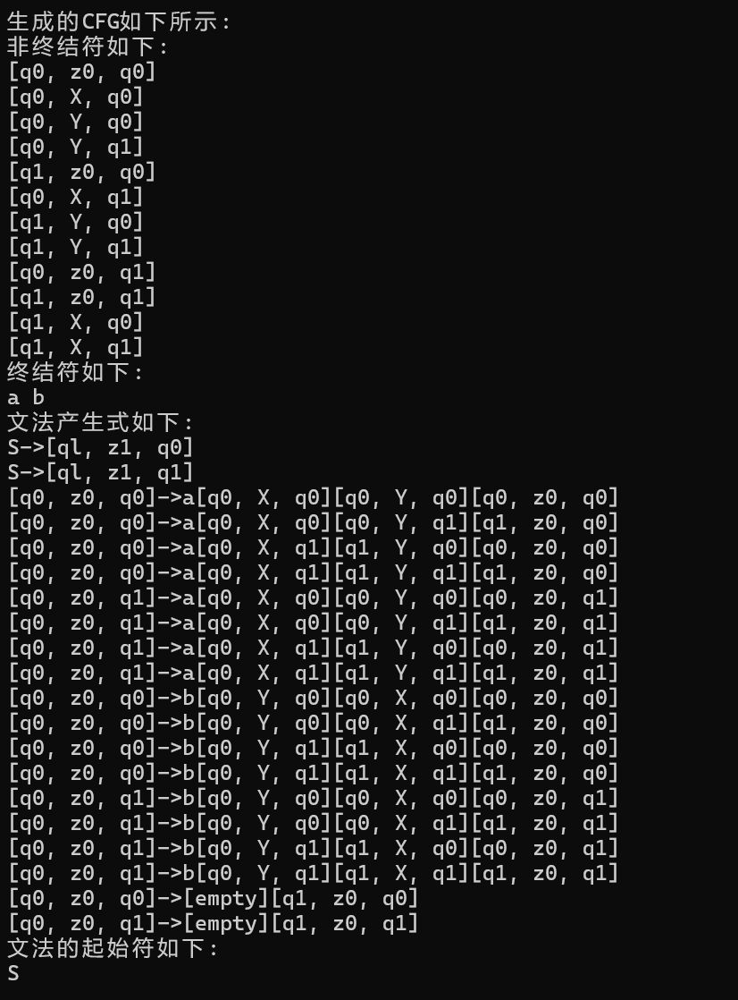 生成的CFG如下所示:
非终结符如下:
[q0, z0, q0]
[q0, X, q0]
[q0, Y, q0]
[q0, Y, q1]
[q1, z0, q0]
[q0, X, q1]
[q1, Y, q0]
[q1, Y, q1]
[q0, z0, q1]
[q1, z0, q1]
[q1, X, q0]
[q1, X, q1]
终结符如下:
a b
文法产生式如下:
S->[ql, z1, q0]
S->[ql, z1, q1]
[q0, z0, q0]->a[q0, X, q0][q0, Y, q0][q0, z0, q0]
[q0, z0, q0]->a[q0, X, q0][q0, Y, q1][q1, z0, q0]
[q0, z0, q0]->a[q0, X, q1][q1, Y, q0][q0, z0, q0]
[q0, z0, q0]->a[q0, X, q1][q1, Y, q1][q1, z0, q0]
[q0, z0, q1]->a[q0, X, q0][q0, Y, q0][q0, z0, q1]
[q0, z0, q1]->a[q0, X, q0][q0, Y, q1][q1, z0, q1]
[q0, z0, q1]->a[q0, X, q1][q1, Y, q0][q0, z0, q1]
[q0, z0, q1]->a[q0, X, q1][q1, Y, q1][q1, z0, q1]
[q0, z0, q0]->b[q0, Y, q0][q0, X, q0][q0, z0, q0]
[q0, z0, q0]->b[q0, Y, q0][q0, X, q1][q1, z0, q0]
[q0, z0, q0]->b[q0, Y, q1][q1, X, q0][q0, z0, q0]
[q0, z0, q0]->b[q0, Y, q1][q1, X, q1][q1, z0, q0]
[q0, z0, q1]->b[q0, Y, q0][q0, X, q0][q0, z0, q1]
[q0, z0, q1]->b[q0, Y, q0][q0, X, q1][q1, z0, q1]
[q0, z0, q1]->b[q0, Y, q1][q1, X, q0][q0, z0, q1]
[q0, z0, q1]->b[q0, Y, q1][q1, X, q1][q1, z0, q1]
[q0, z0, q0]->[empty][q1, z0, q0]
[q0, z0, q1]->[empty][q1, z0, q1]
文法的起始符如下:
S